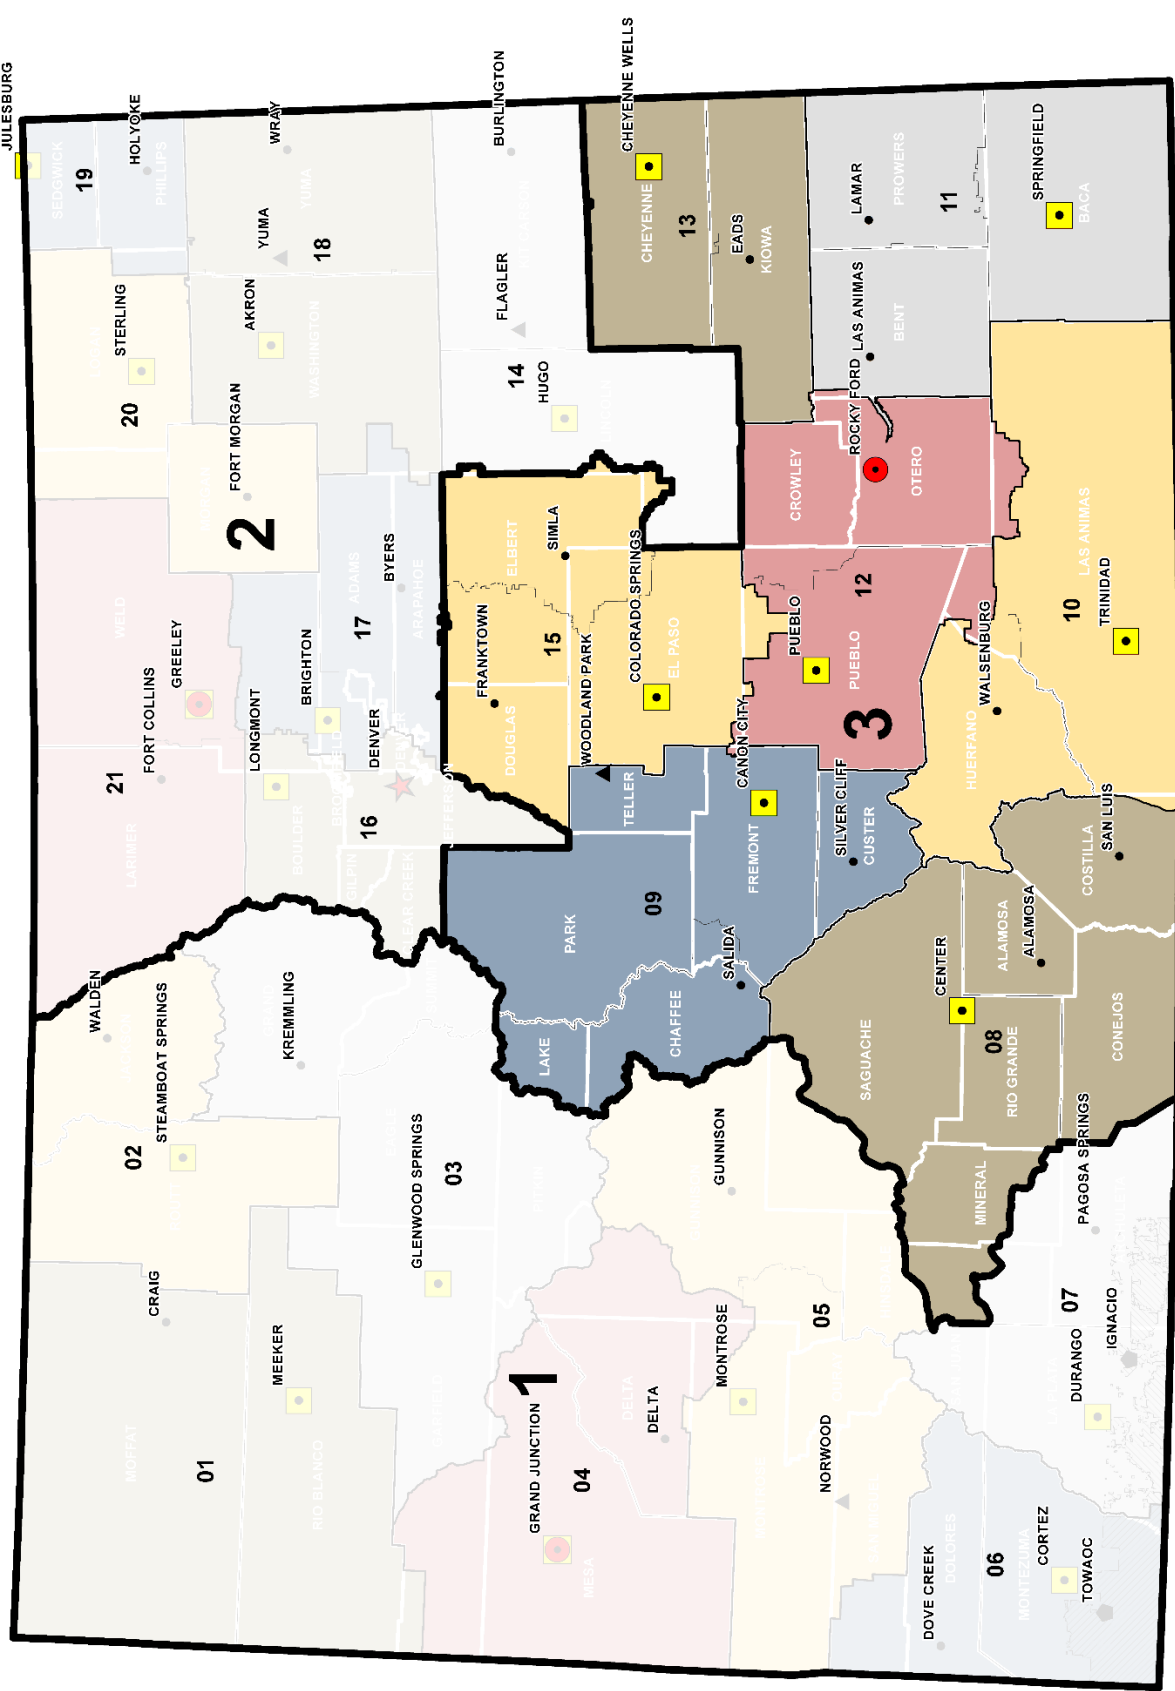 JULESBURG
SEDGWICK
19
HOLYOKE
PHILLIPS
WRAY
YUMA
YUMA
18
AKRON
WASHINGTON
STERLING
20
FORT MORGAN
2
BURLINGTON
FLAGLER
14
HUGO
LINCOLN
CHEYENNE WELLS
CHEYENNE
13
EADS
KIOWA
LAMAR
PROWERS
11
SPRINGFIELD
BACA
LAS ANIMAS
BENT
ROCKY FORD
OTERO
CROWLEY
LAS ANIMAS
10
TRINIDAD
WELD
GREELEY
FORT COLLINS
21
LARIMER
LONGMONT
BOULDER
BRIGHTON
17
ADAMS
BYERS
ARAPAHOE
DENVER
16
GILPIN
CLEAR CREEK
JEFFERSON
ELBERT
SIMLA
FRANKTOWN
15
DOUGLAS
WOODLAND PARK
COLORADO SPRINGS
EL PASO
TELLER
PUEBLO
12
PUEBLO
3
CANON CITY
FREMONT
SILVER CLIFF
CUSTER
WALSENBURG
HUERFANO
PARK
09
SALIDA
CHAFFEE
LAKE
COSTILLA
SAN LUIS
ALAMOSA
ALAMOSA
CENTER
SAGUACHE
08
RIO GRANDE
CONEJOS
MINERAL
WALDEN
STEAMBOAT SPRINGS
02
KREMMLING
GLENWOOD SPRINGS
03
GUNNISON
PAGOSA SPRINGS
CRAIG
MOFFAT
01
MEEKER
RIO BLANCO
1
GRAND JUNCTION
04
MESA
DELTA
DELTA
MONTROSE
05
NORWOOD
07
IGNACIO
DURANGO
DOVE CREEK
DOLORES
06
MONTEZUMA
CORTEZ
TOWAOC